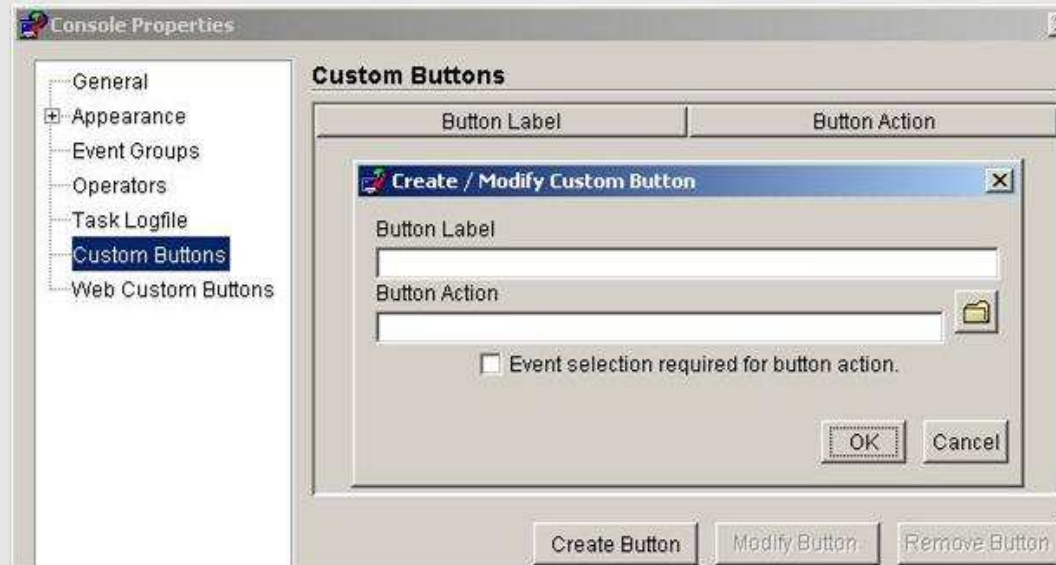 Console Properties
General
Appearance
Event Groups
Operators
Task Logfile
Custom Buttons
Web Custom Buttons
Custom Buttons
Button Label Button Action
Create / Modify Custom Button
Button Label
Button Action
Event selection required for button action.
OK Cancel
Create Button Modify Button Remove Button